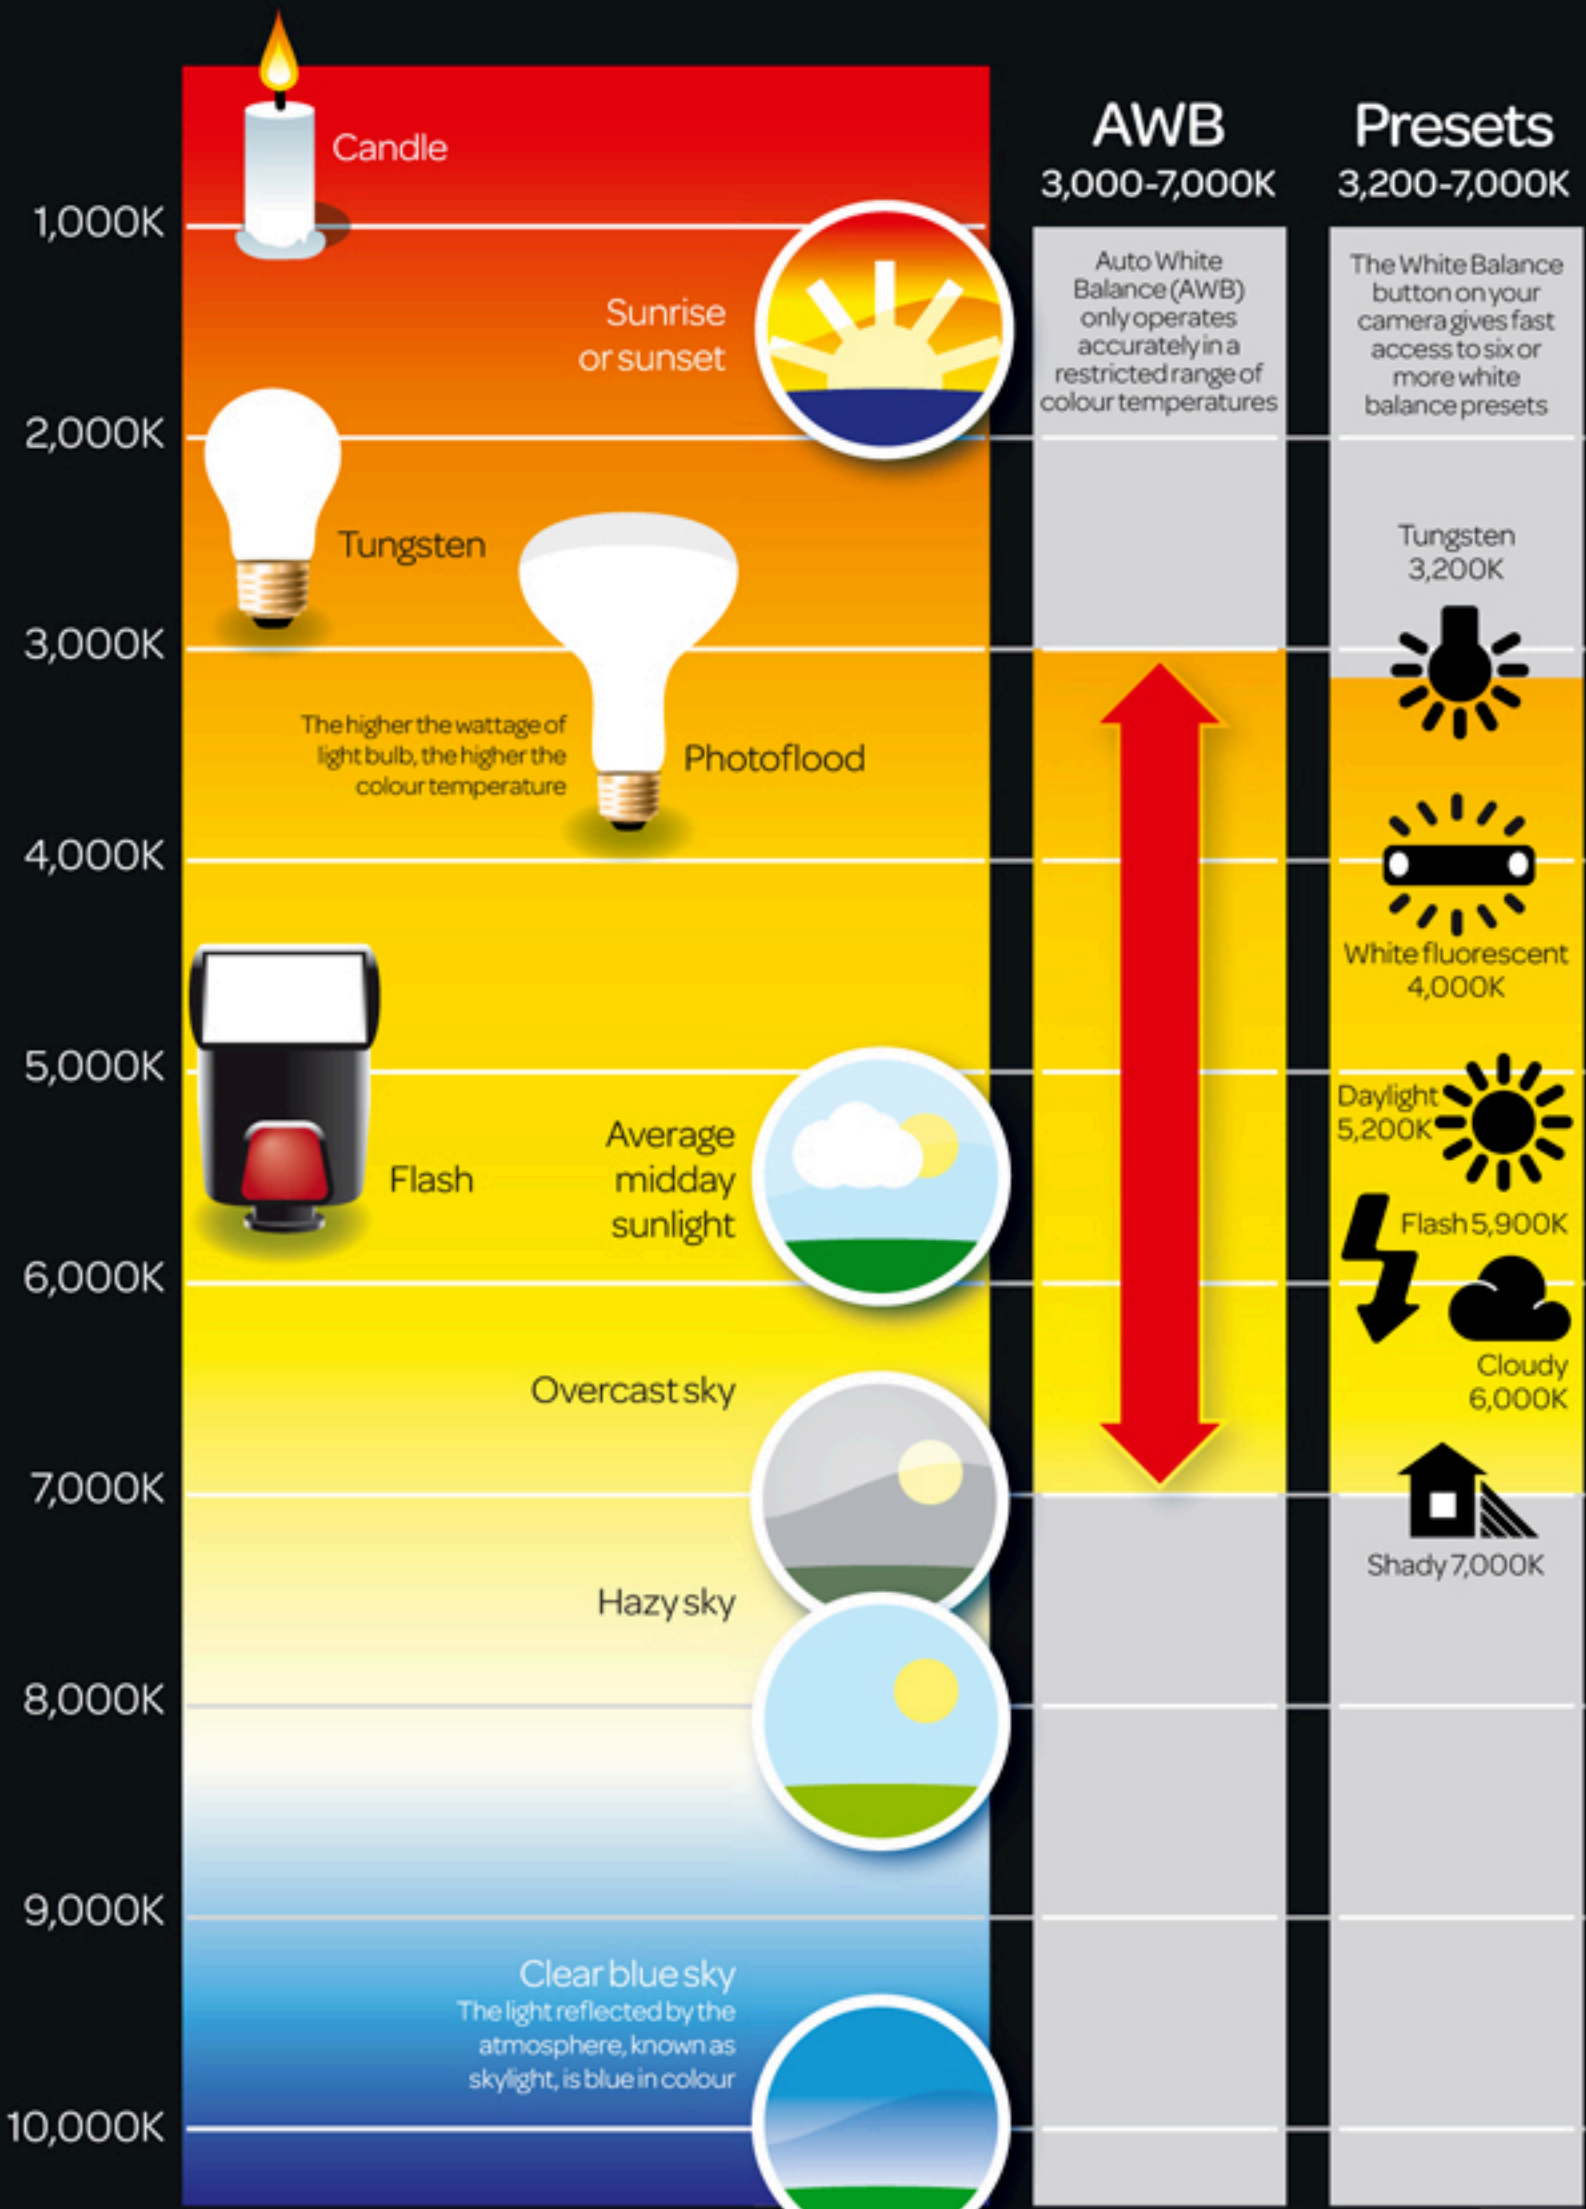 Candle
1,000K
Sunrise
or sunset
2,000K
Tungsten
3,000K
The higher the wattage of
light bulb, the higher the
colour temperature
Photoflood
4,000K
5,000K
Flash
Average
midday
sunlight
6,000K
Overcast sky
7,000K
Hazy sky
8,000K
9,000K
Clear blue sky
The light reflected by the
atmosphere, known as
skylight, is blue in colour
10,000K
AWB
3,000-7,000K
Auto White
Balance (AWB)
only operates
accurately in a
restricted range of
colour temperatures
Presets
3,200-7,000K
The White Balance
button on your
camera gives fast
access to six or
more white
balance presets
Tungsten
3,200K
White fluorescent
4,000K
Daylight
5,200K
Flash 5,900K
Cloudy
6,000K
Shady 7,000K